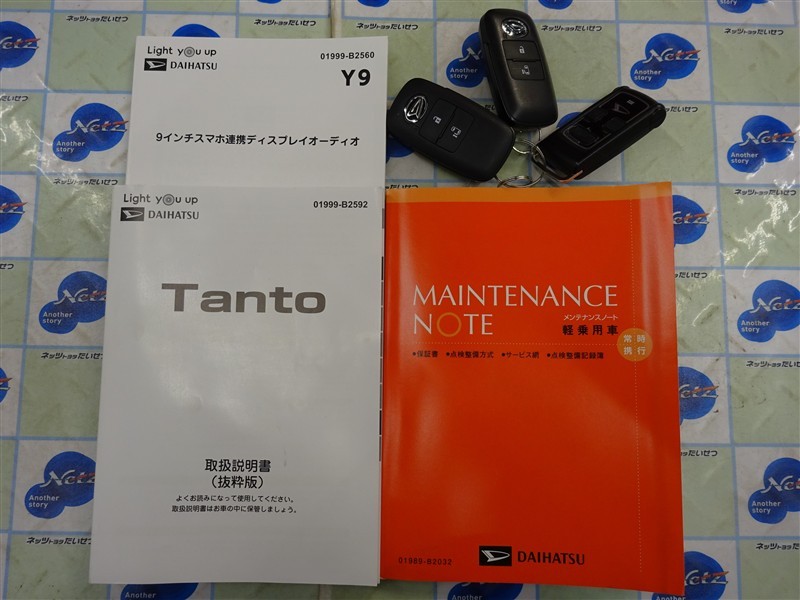 Light you up
DAIHATSU
01999-B2560
Y9
9インチスマホ連携ディスプレイオーディオ
Light you up
DAIHATSU
01999-B2592
Tanto
取扱説明書
(抜粋版)
よくお読みになって使用してください。
取扱説明書はお車の中に保管しましょう。
MAINTENANCE
NOTE
メンテナンスノート
軽乗用車
常時
携行
●保証書 ●点検整備方式 ●サービス網 ●点検整備記録簿
01985-B2032
DAIHATSU
Netz
Another
story
ネッツトヨタだいせつ